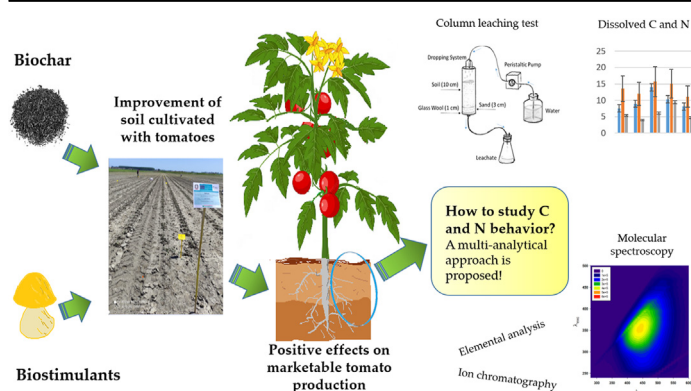 Biochar
Improvement of
soil cultivated
with tomatoes
Biostimulants
Positive effects on
marketable tomato
production
Column leaching test
Dropping System
Peristaltic Pump
Soil (10 cm)
Glass Wool (1 cm)
Sand (3 cm)
Water
Leachate
Dissolved C and N
25
20
15
10
5
0
How to study C
and N behavior?
A multi-analytical
approach is
proposed!
Elemental analysis
Ion chromatography
Molecular
spectroscopy